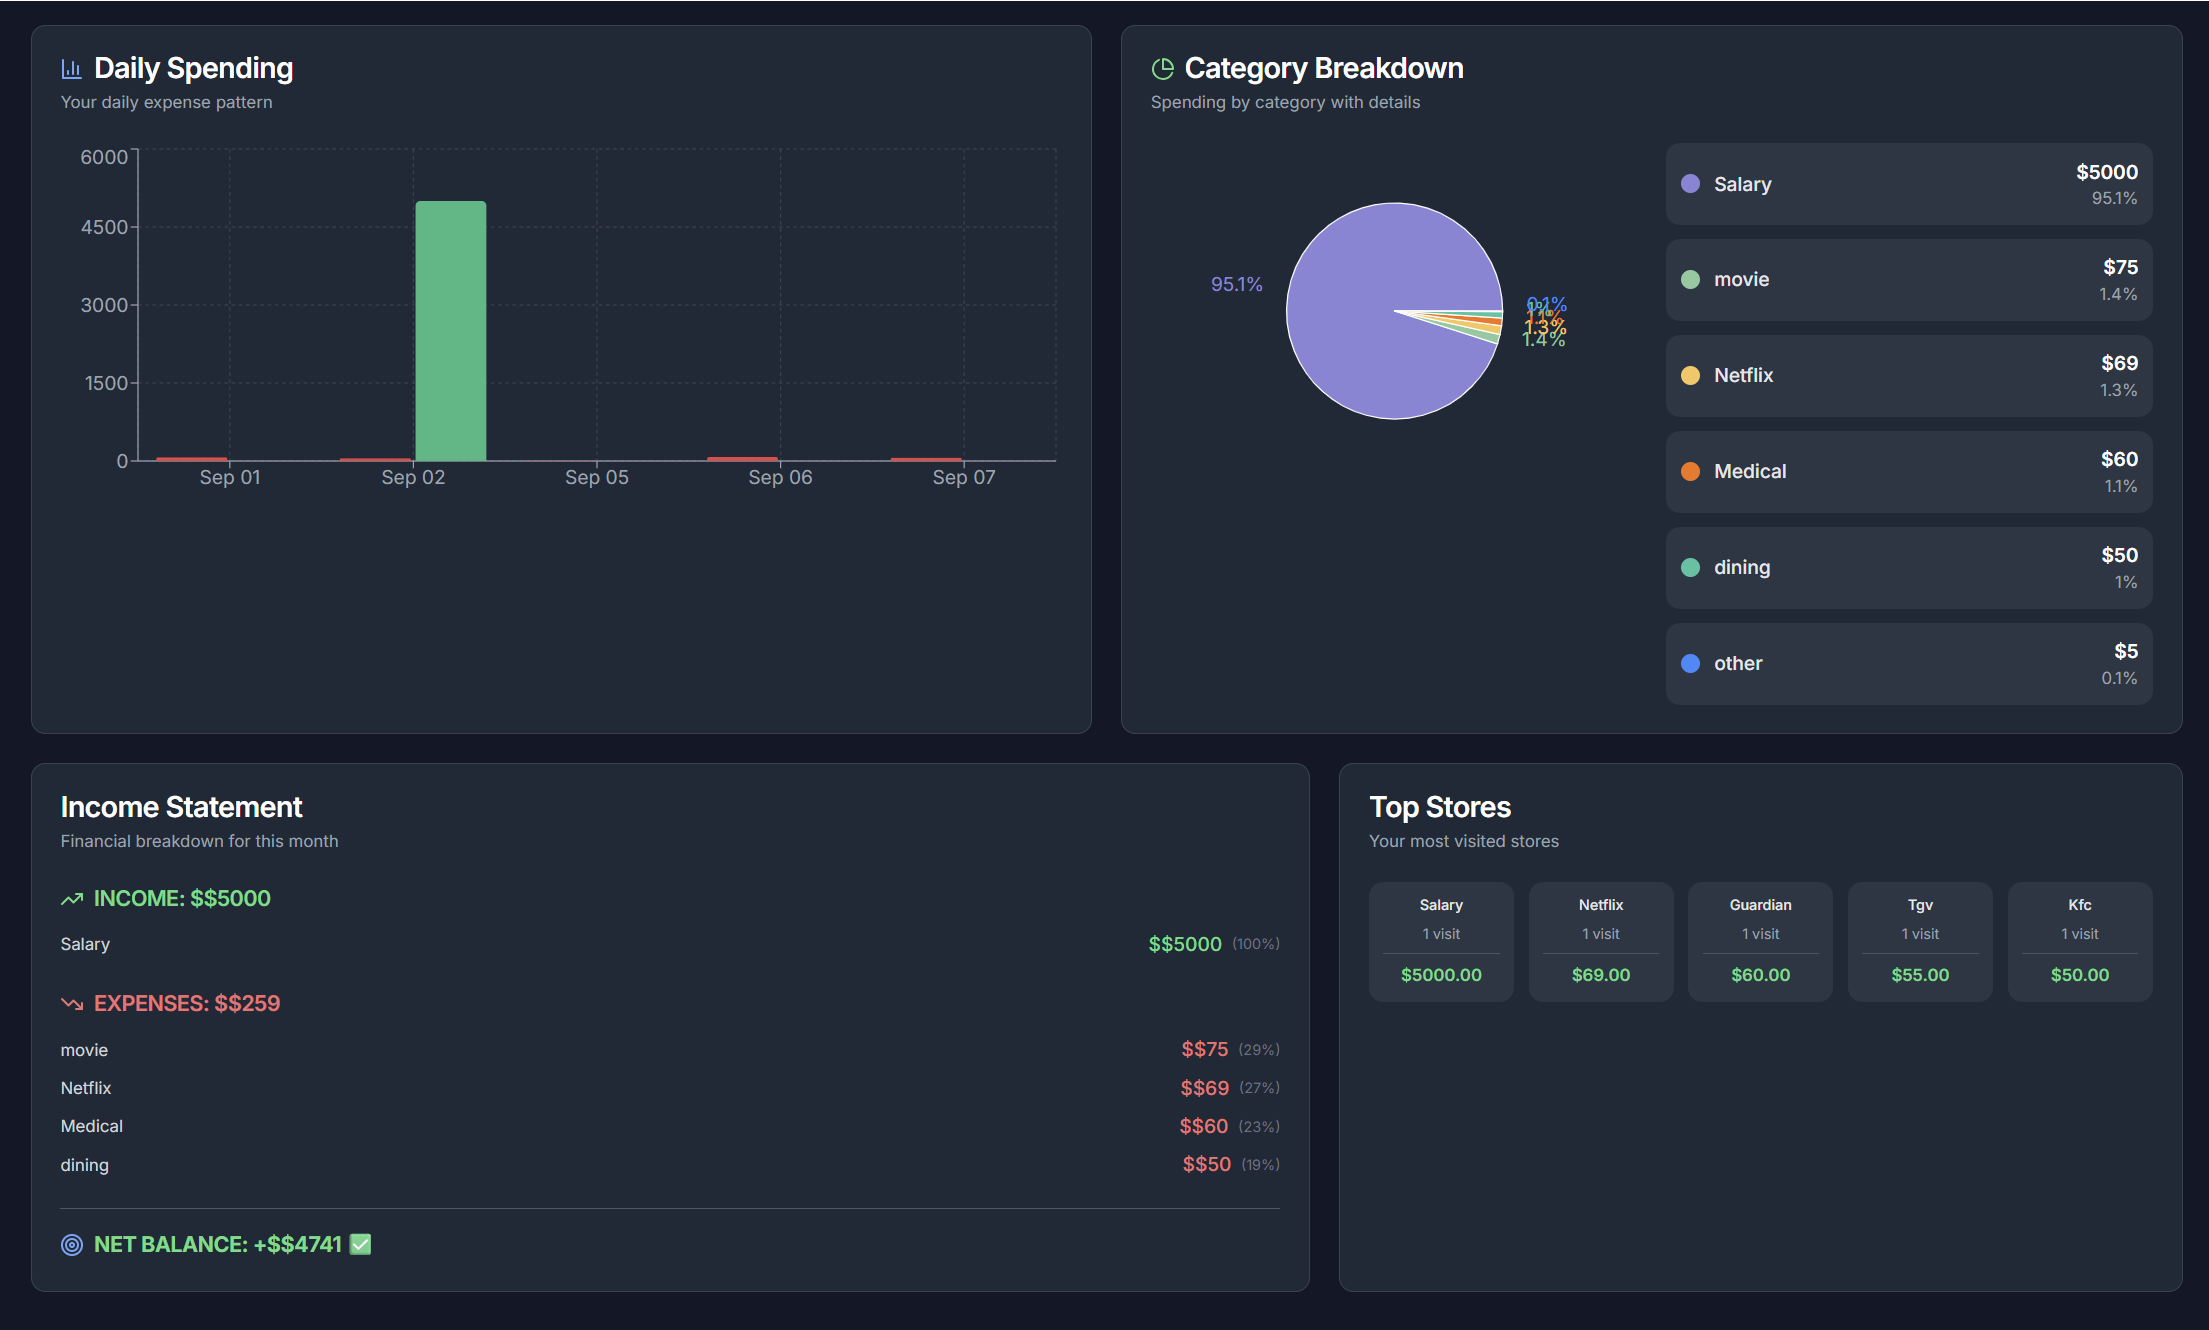 Daily Spending
Your daily expense pattern
6000
4500
3000
1500
0
Sep 01
Sep 02
Sep 05
Sep 06
Sep 07
Category Breakdown
Spending by category with details
95.1%
0.1%
1%
1.1%
1.3%
1.4%
Salary
$5000
95.1%
movie
$75
1.4%
Netflix
$69
1.3%
Medical
$60
1.1%
dining
$50
1%
other
$5
0.1%
Income Statement
Financial breakdown for this month
INCOME: $$5000
Salary $$5000 (100%)
EXPENSES: $$259
movie $$75 (29%)
Netflix $$69 (27%)
Medical $$60 (23%)
dining $$50 (19%)
NET BALANCE: +$$4741 ✅
Top Stores
Your most visited stores
Salary
1 visit
$5000.00
Netflix
1 visit
$69.00
Guardian
1 visit
$60.00
Tgv
1 visit
$55.00
Kfc
1 visit
$50.00